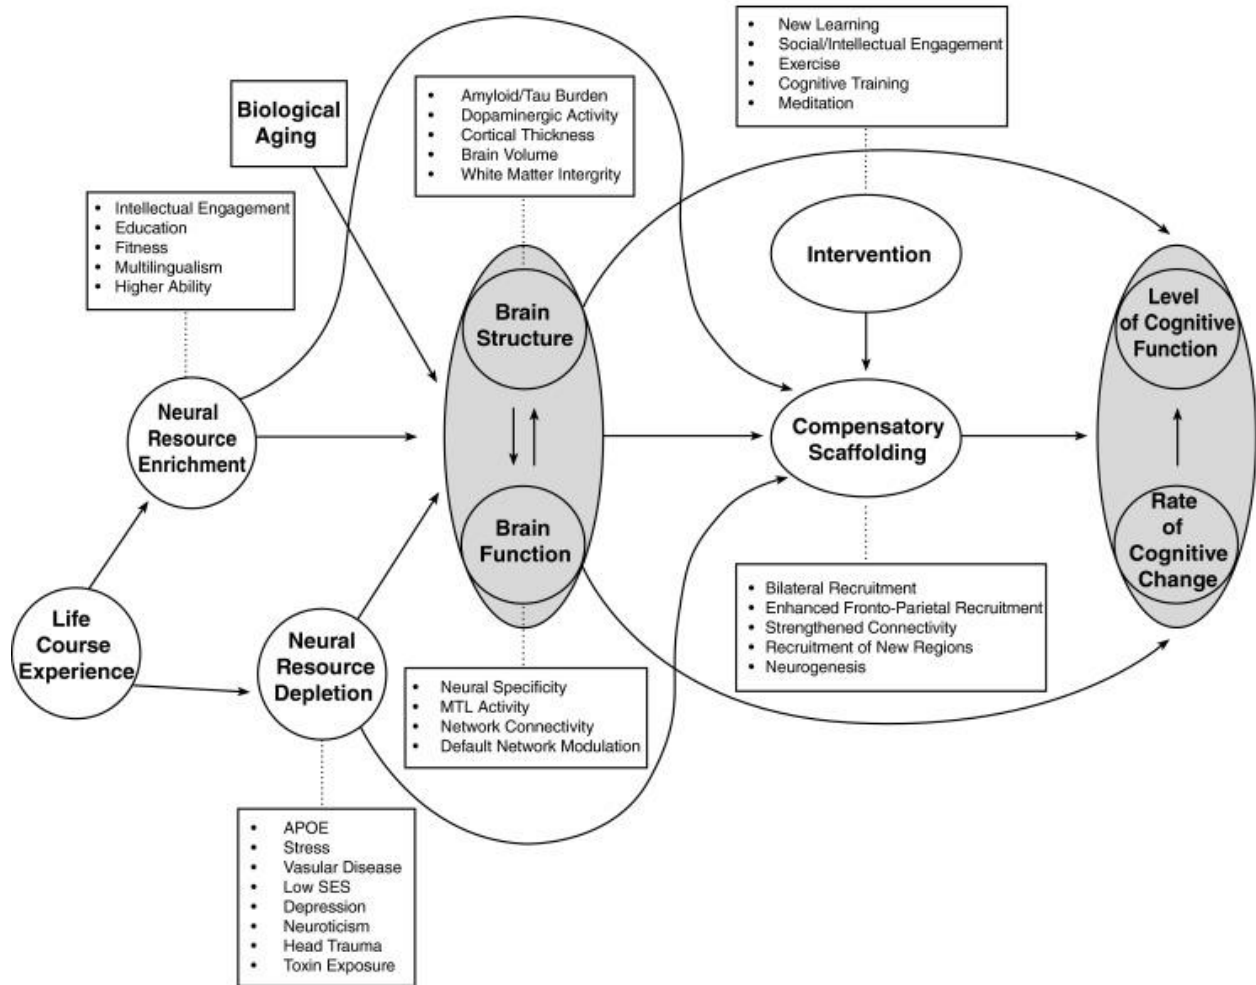 • New Learning
• Social/Intellectual Engagement
• Exercise
• Cognitive Training
• Meditation
Biological
Aging
• Amyloid/Tau Burden
• Dopaminergic Activity
• Cortical Thickness
• Brain Volume
• White Matter Intergrity
• Intellectual Engagement
• Education
• Fitness
• Multilingualism
• Higher Ability
Intervention
Brain
Structure
Level
of Cognitive
Function
Neural
Resource
Enrichment
Compensatory
Scaffolding
Brain
Function
Rate
of
Cognitive
Change
Life
Course
Experience
Neural
Resource
Depletion
• Bilateral Recruitment
• Enhanced Fronto-Parietal Recruitment
• Strengthened Connectivity
• Recruitment of New Regions
• Neurogenesis
• Neural Specificity
• MTL Activity
• Network Connectivity
• Default Network Modulation
• APOE
• Stress
• Vasular Disease
• Low SES
• Depression
• Neuroticism
• Head Trauma
• Toxin Exposure